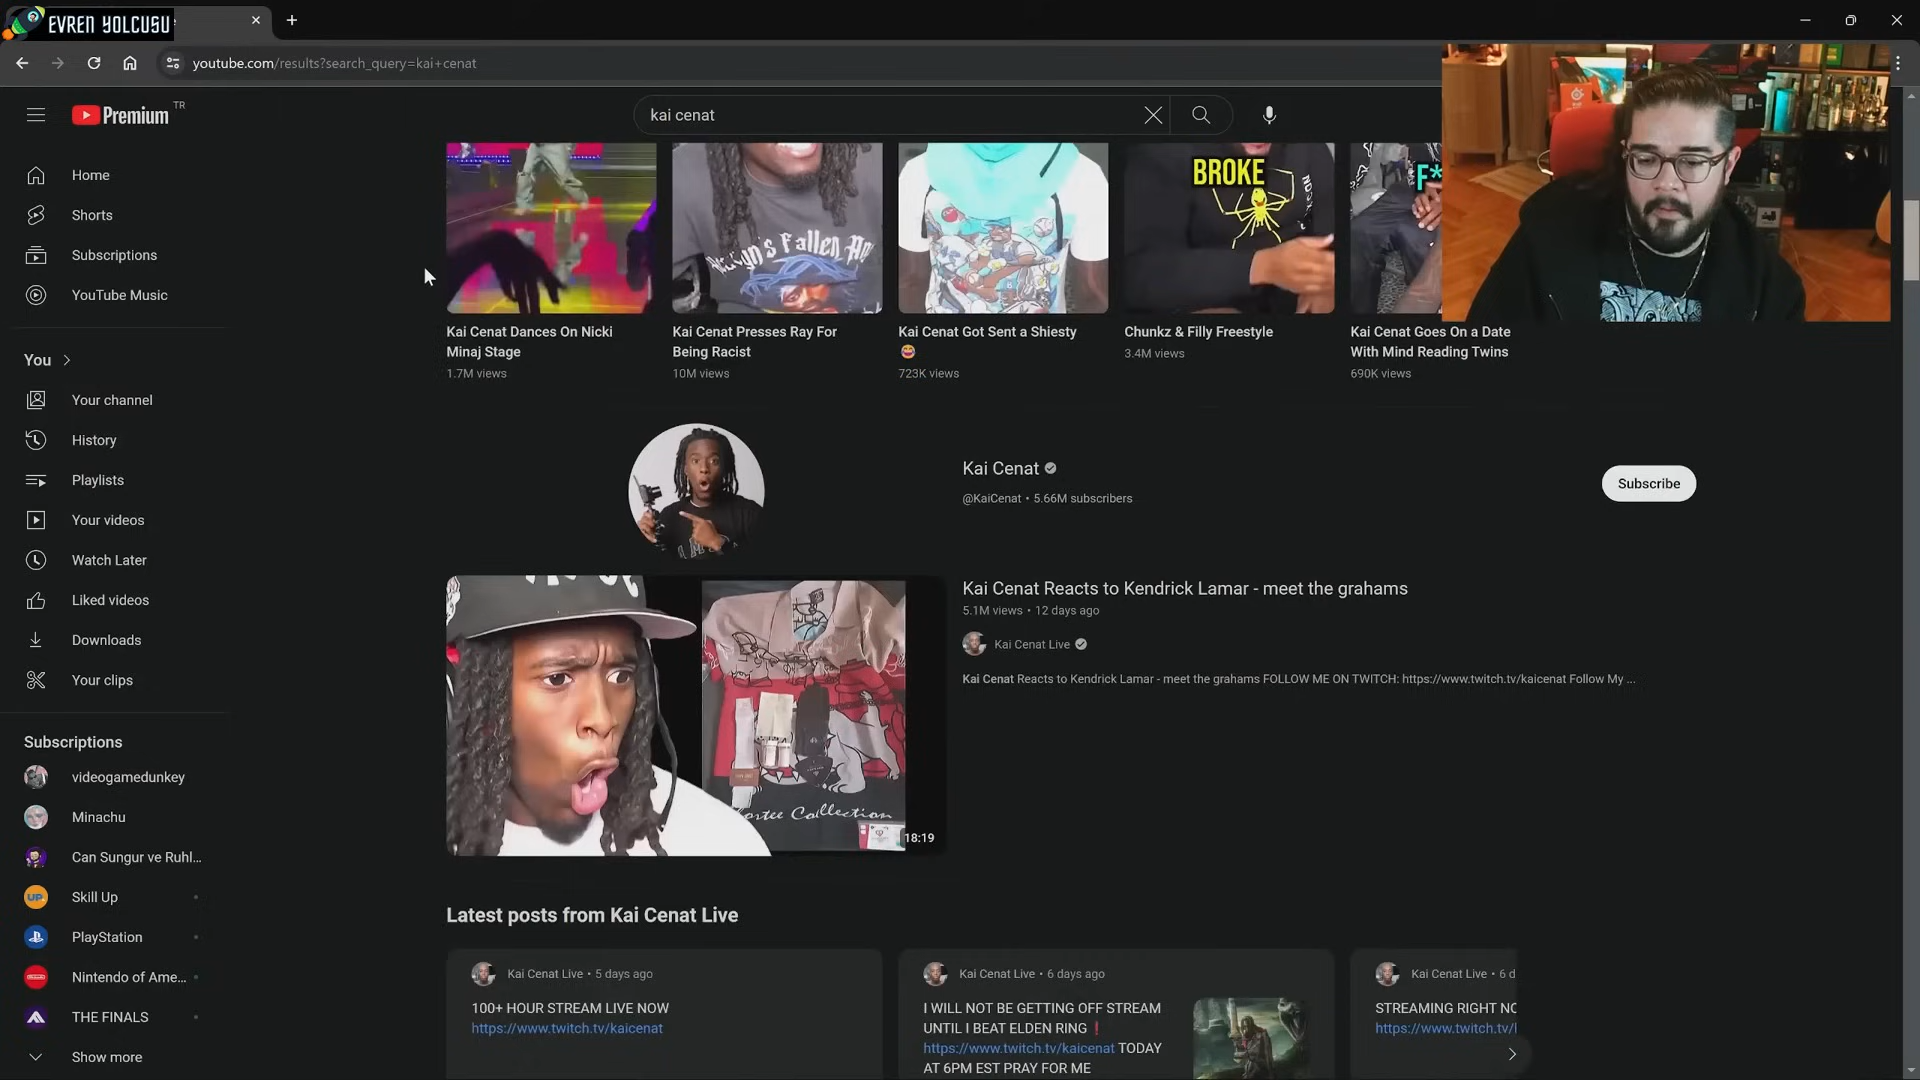 EVREN YOLCUSU
youtube.com/results?search_query=kai+cenat
Premium
TR
kai cenat
Home
Shorts
Subscriptions
YouTube Music
You
Your channel
History
Playlists
Your videos
Watch Later
Liked videos
Downloads
Your clips
Subscriptions
videogamedunkey
Minachu
Can Sungur ve Ruhl...
Skill Up
PlayStation
Nintendo of Ame...
THE FINALS
Show more
BROKE
F*
Kai Cenat Dances On Nicki
Minaj Stage
1.7M views
Kai Cenat Presses Ray For
Being Racist
10M views
Kai Cenat Got Sent a Shiesty
723K views
Chunkz & Filly Freestyle
3.4M views
Kai Cenat Goes On a Date
With Mind Reading Twins
690K views
Kai Cenat
@KaiCenat • 5.66M subscribers
Subscribe
18:19
Kai Cenat Reacts to Kendrick Lamar - meet the grahams
5.1M views • 12 days ago
Kai Cenat Live
Kai Cenat Reacts to Kendrick Lamar - meet the grahams FOLLOW ME ON TWITCH: https://www.twitch.tv/kaicenat Follow My ...
Latest posts from Kai Cenat Live
Kai Cenat Live • 5 days ago
100+ HOUR STREAM LIVE NOW
https://www.twitch.tv/kaicenat
Kai Cenat Live • 6 days ago
I WILL NOT BE GETTING OFF STREAM
UNTIL I BEAT ELDEN RING❗
https://www.twitch.tv/kaicenat TODAY
AT 6PM EST PRAY FOR ME
Kai Cenat Live • 6 d
STREAMING RIGHT NO
https://www.twitch.tv/